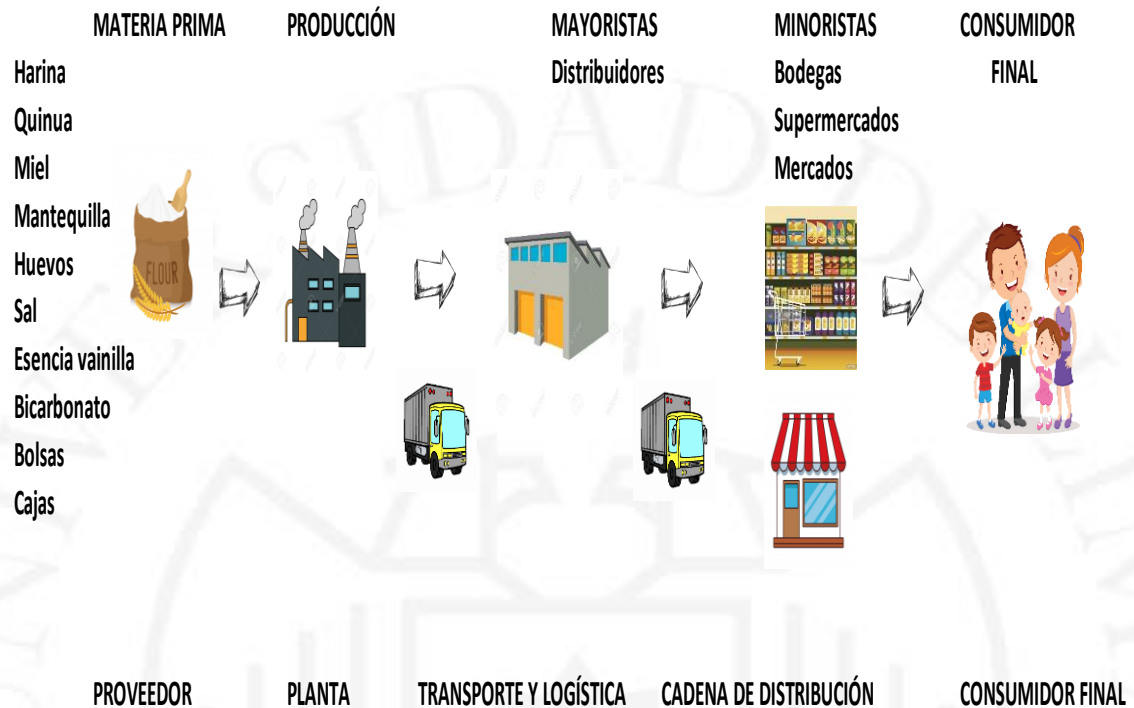 MATERIA PRIMA PRODUCCIÓN MAYORISTAS MINORISTAS CONSUMIDOR
Harina Distribuidores Bodegas FINAL
Quinua Supermercados
Miel Mercados
Mantequilla
Huevos
Sal
Esencia vainilla
Bicarbonato
Bolsas
Cajas
FLOUR
PROVEEDOR PLANTA TRANSPORTE Y LOGÍSTICA CADENA DE DISTRIBUCIÓN CONSUMIDOR FINAL